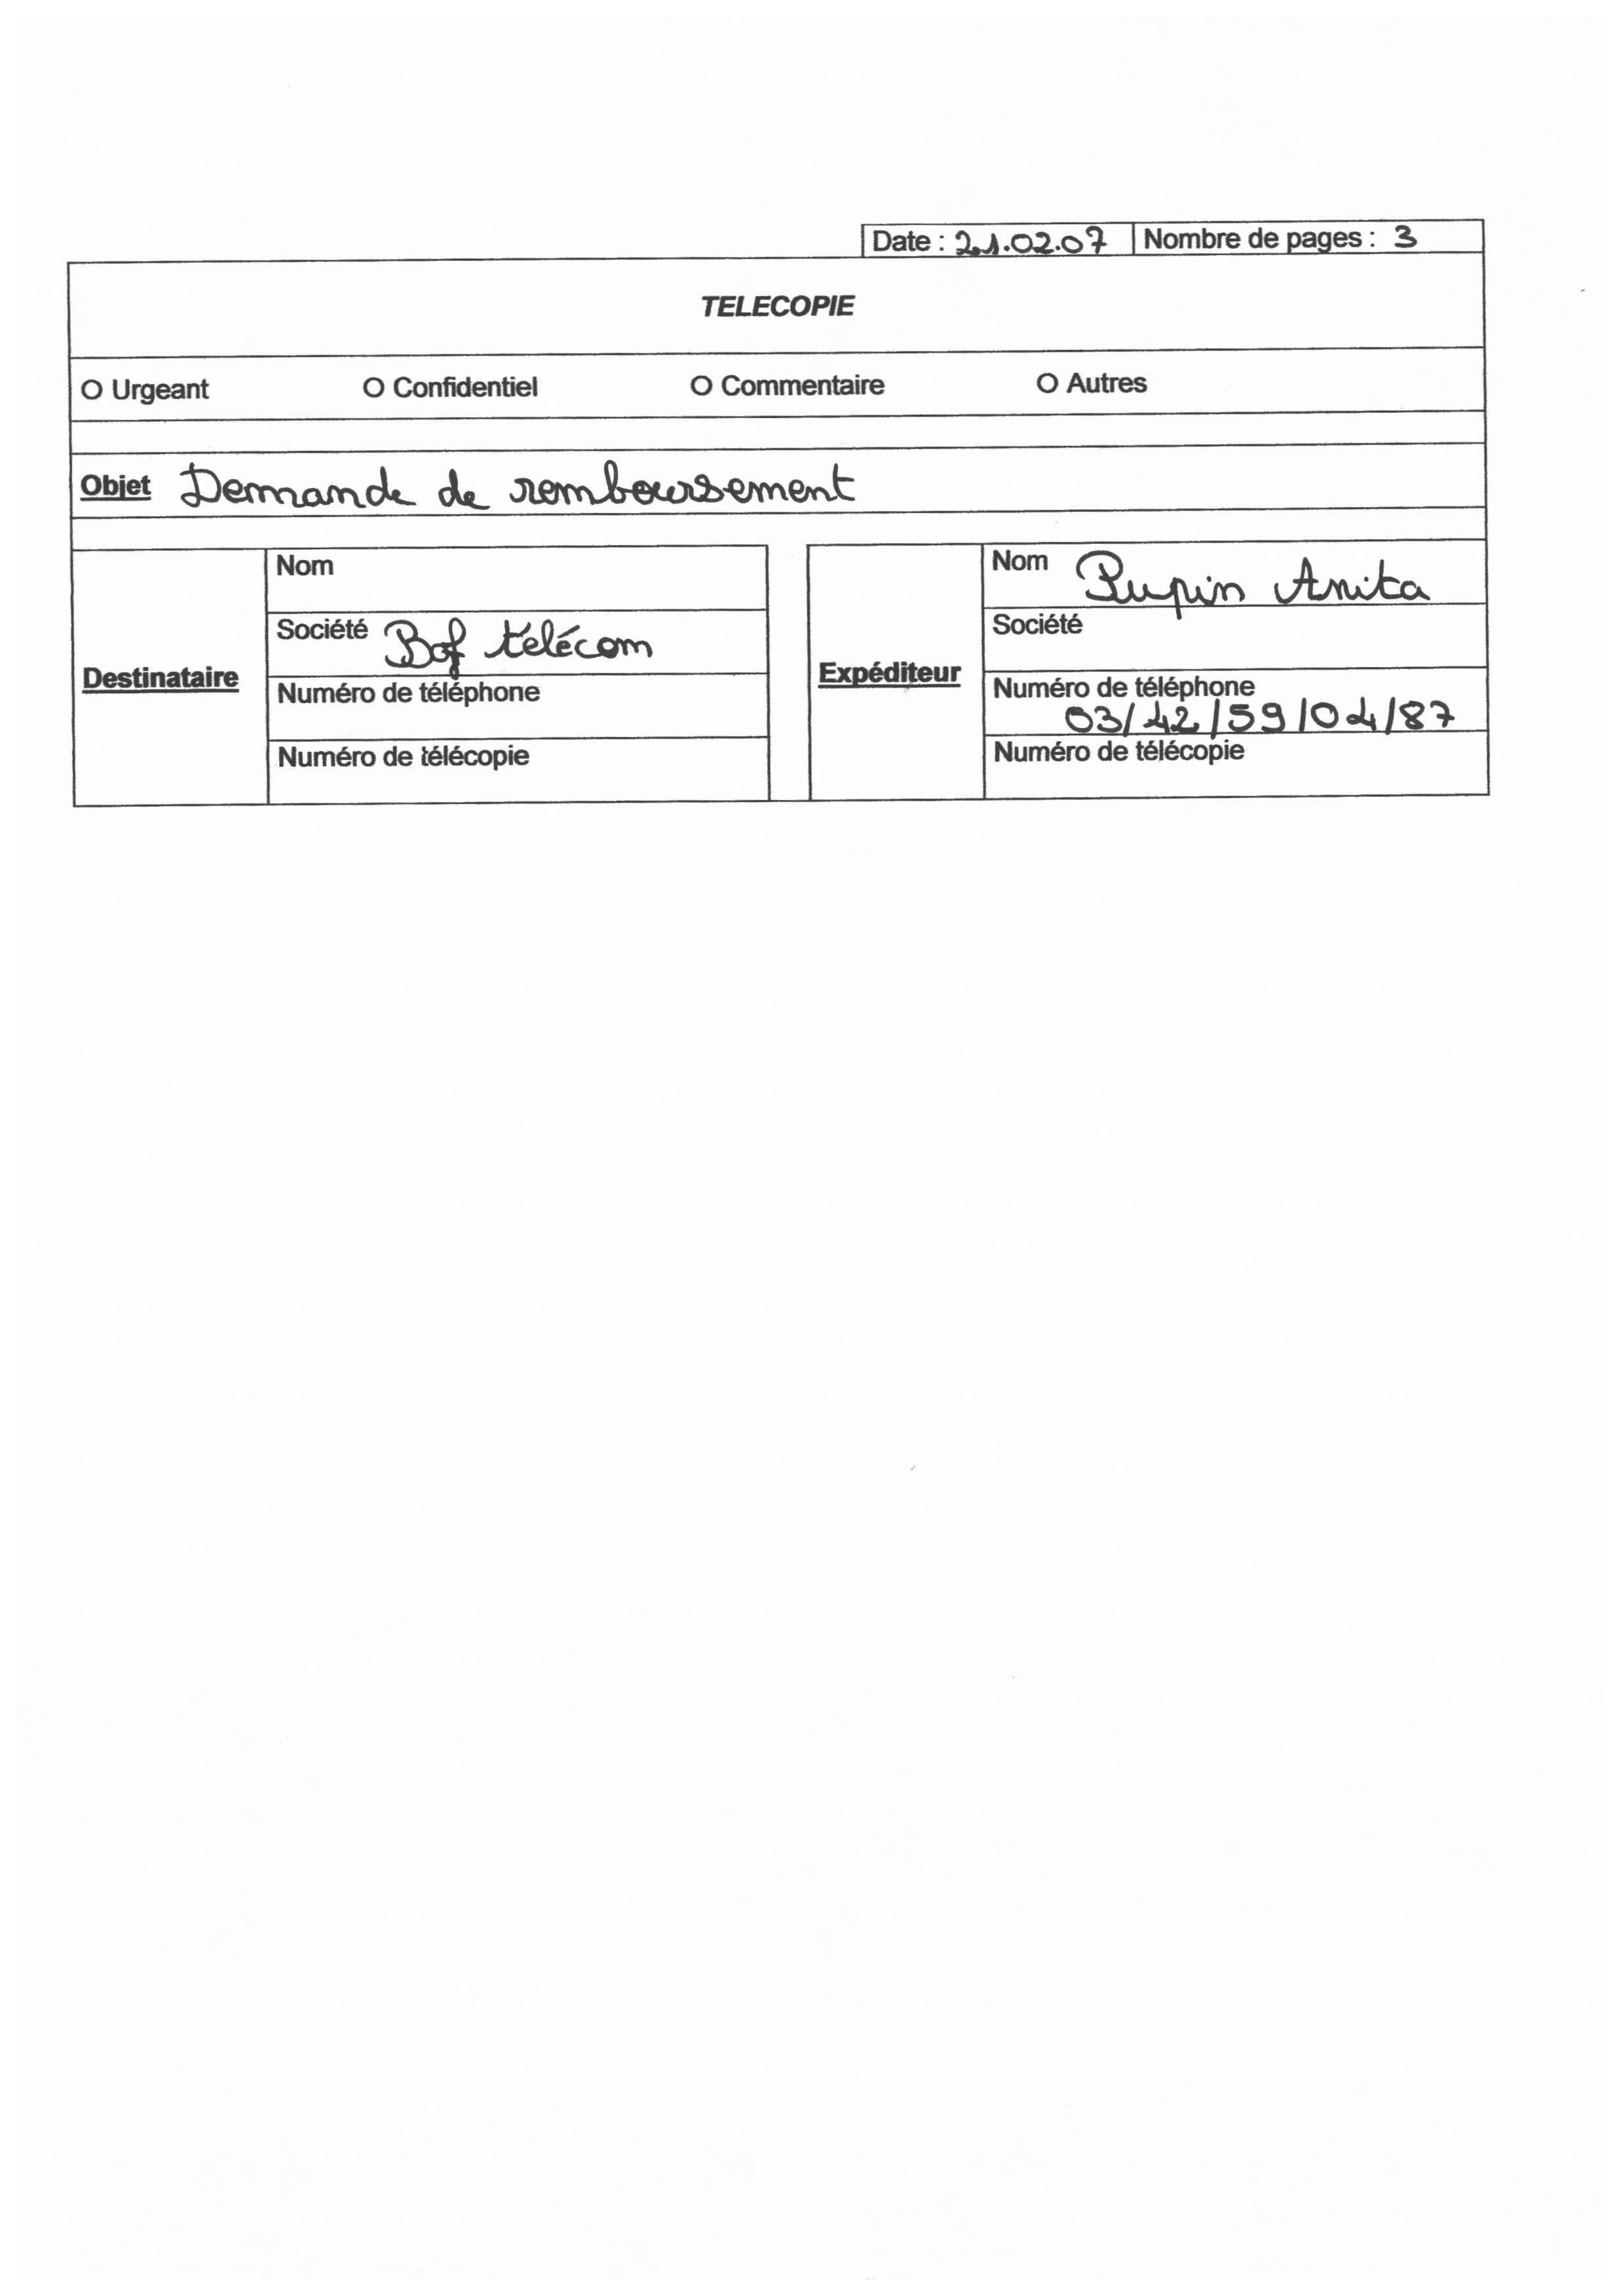 Date : 21.02.07 Nombre de pages : 3
TELECOPIE
O Urgeant O Confidentiel O Commentaire O Autres
Objet Demande de remboursement
Destinataire
Nom
Société Bof télécom
Numéro de téléphone
Numéro de télécopie
Expéditeur
Nom Pupin Anita
Société
Numéro de téléphone
03/42/59/04/87
Numéro de télécopie